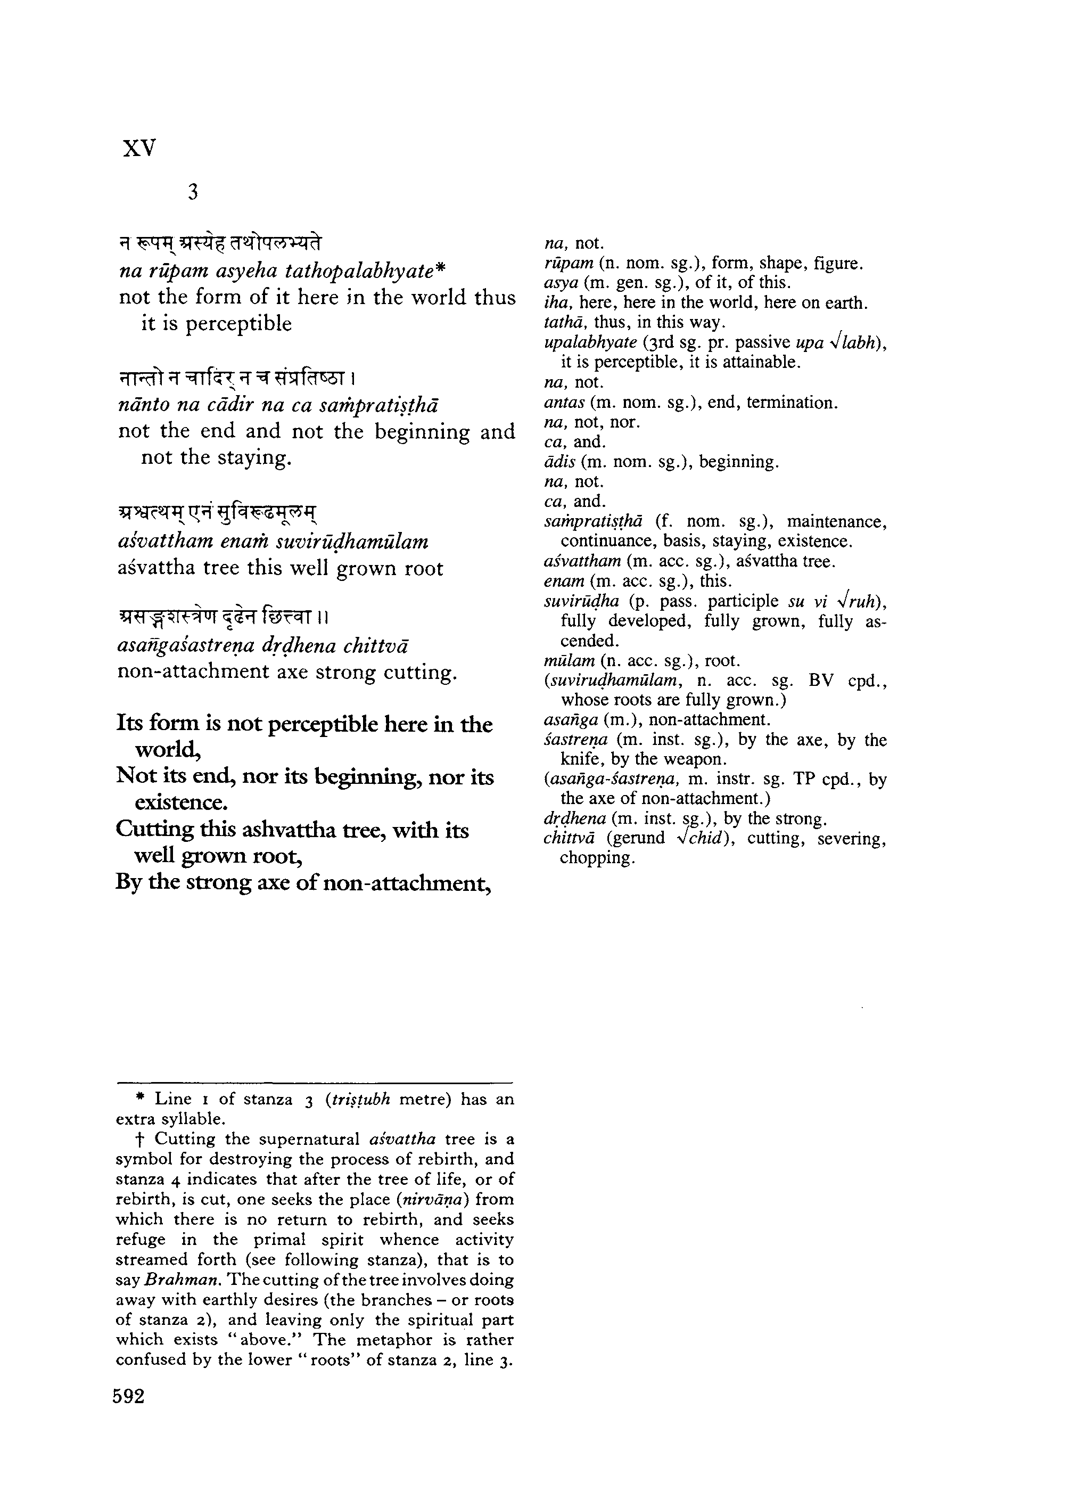 XV
3
न रूपम् अस्येह तथोपलभ्यते
na rūpam asyeha tathopalabhyate*
not the form of it here in the world thus
it is perceptible
नान्तो न चादिर् न च संप्रतिष्ठा ।
nānto na cādir na ca saṁpratiṣṭhā
not the end and not the beginning and
not the staying.
अश्वत्थम् एनं सुविरूढमूलम्
aśvattham enaṁ suvirūḍhamūlam
aśvattha tree this well grown root
असङ्गशस्त्रेण दृढेन छित्त्वा ॥
asan̄gaśastreṇa dṛḍhena chittvā
non-attachment axe strong cutting.
Its form is not perceptible here in the
world,
Not its end, nor its beginning, nor its
existence.
Cutting this ashvattha tree, with its
well grown root,
By the strong axe of non-attachment,
* Line 1 of stanza 3 (triṣṭubh metre) has an
extra syllable.
† Cutting the supernatural aśvattha tree is a
symbol for destroying the process of rebirth, and
stanza 4 indicates that after the tree of life, or of
rebirth, is cut, one seeks the place (nirvāṇa) from
which there is no return to rebirth, and seeks
refuge in the primal spirit whence activity
streamed forth (see following stanza), that is to
say Brahman. The cutting of the tree involves doing
away with earthly desires (the branches – or roots
of stanza 2), and leaving only the spiritual part
which exists "above." The metaphor is rather
confused by the lower "roots" of stanza 2, line 3.
592
na, not.
rūpam (n. nom. sg.), form, shape, figure.
asya (m. gen. sg.), of it, of this.
iha, here, here in the world, here on earth.
tathā, thus, in this way.
upalabhyate (3rd sg. pr. passive upa √labh),
it is perceptible, it is attainable.
na, not.
antas (m. nom. sg.), end, termination.
na, not, nor.
ca, and.
ādis (m. nom. sg.), beginning.
na, not.
ca, and.
saṁpratiṣṭhā (f. nom. sg.), maintenance,
continuance, basis, staying, existence.
aśvattham (m. acc. sg.), aśvattha tree.
enam (m. acc. sg.), this.
suvirūḍha (p. pass. participle su vi √ruh),
fully developed, fully grown, fully as-
cended.
mūlam (n. acc. sg.), root.
(suviruḍhamūlam, n. acc. sg. BV cpd.,
whose roots are fully grown.)
asan̄ga (m.), non-attachment.
śastreṇa (m. inst. sg.), by the axe, by the
knife, by the weapon.
(asan̄ga-śastreṇa, m. instr. sg. TP cpd., by
the axe of non-attachment.)
dṛḍhena (m. inst. sg.), by the strong.
chittvā (gerund √chid), cutting, severing,
chopping.